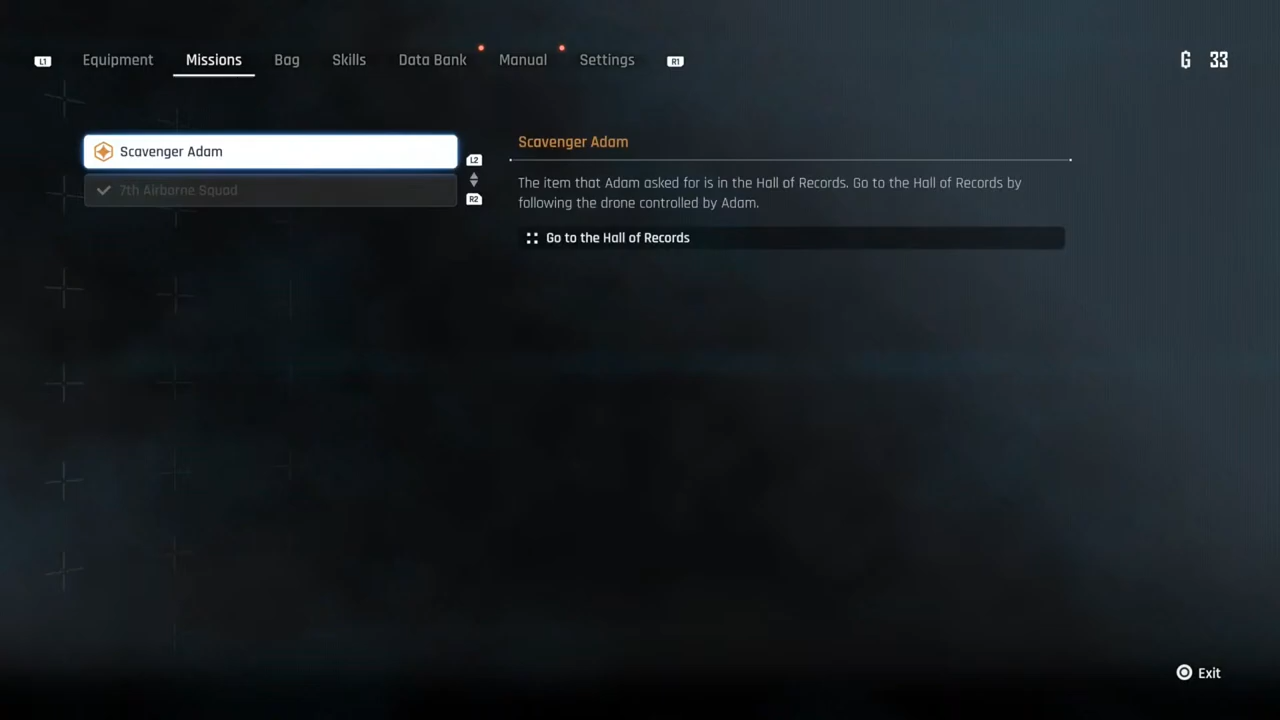 L1 Equipment Missions Bag Skills Data Bank Manual Settings R1 G 33
Scavenger Adam
7th Airborne Squad
L2
R2
Scavenger Adam
The item that Adam asked for is in the Hall of Records. Go to the Hall of Records by
following the drone controlled by Adam.
Go to the Hall of Records
Exit